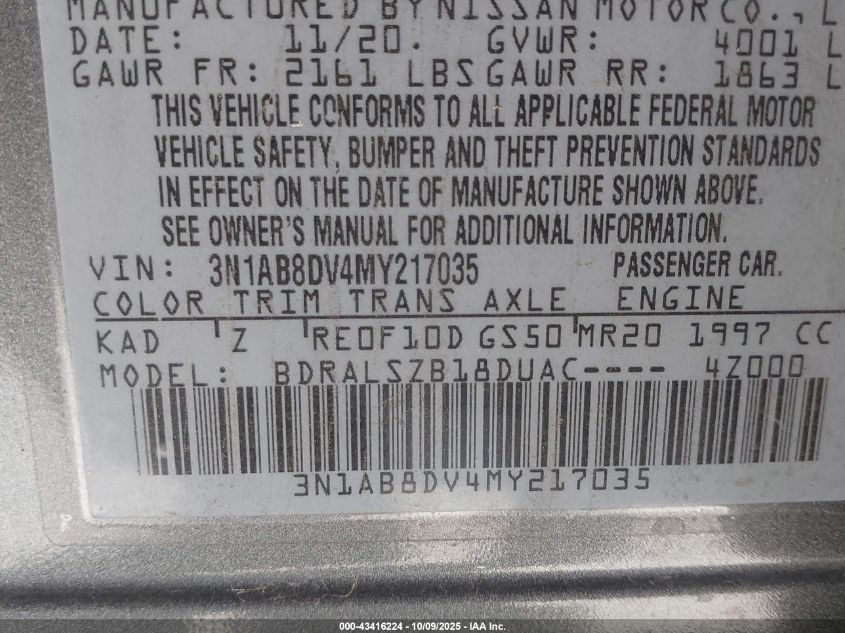 MANUFACTURED BY NISSAN MOTOR CO., L
DATE: 11/20. GVWR: 4001 L
GAWR FR: 2161 LBS GAWR RR: 1863 L
THIS VEHICLE CONFORMS TO ALL APPLICABLE FEDERAL MOTOR
VEHICLE SAFETY, BUMPER AND THEFT PREVENTION STANDARDS
IN EFFECT ON THE DATE OF MANUFACTURE SHOWN ABOVE.
SEE OWNER'S MANUAL FOR ADDITIONAL INFORMATION.
VIN: 3N1AB8DV4MY217035 PASSENGER CAR.
COLOR TRIM TRANS AXLE ENGINE
KAD Z RE0F10D GS50 MR20 1997 CC
MODEL: BDRALSZB18DUAC---- 4Z000
3N1AB8DV4MY217035
000-43416224 | 10/09/2025 - IAA Inc.